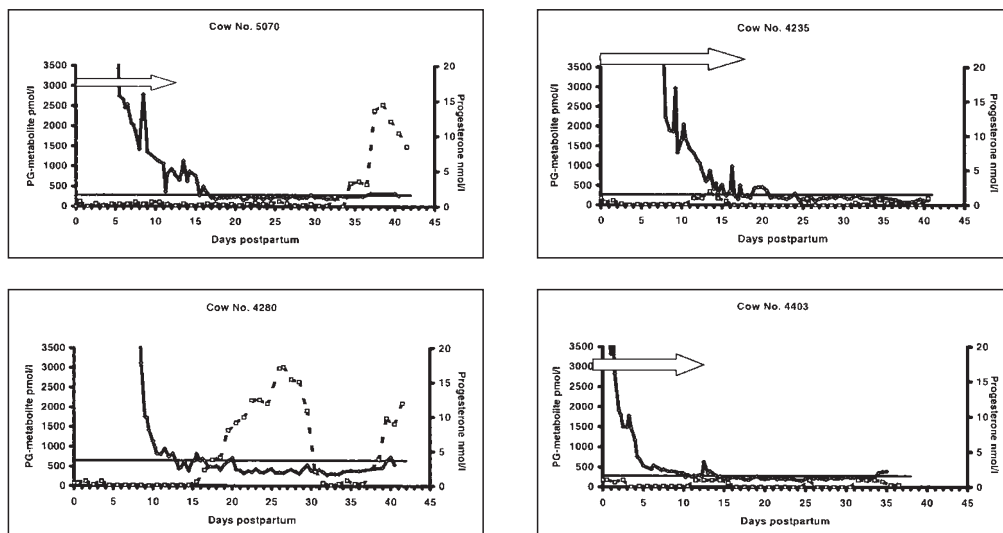 Cow No. 5070
PG-metabolite pmol/l
3500
3000
2500
2000
1500
1000
500
0
20
15
10
5
0
Progesterone nmol/l
0 5 10 15 20 25 30 35 40 45
Days postpartum
Cow No. 4235
PG-metabolite pmol/l
3500
3000
2500
2000
1500
1000
500
0
20
15
10
5
0
Progesterone nmol/l
0 5 10 15 20 25 30 35 40 45
Days postpartum
Cow No. 4280
PG-metabolite pmol/l
3500
3000
2500
2000
1500
1000
500
0
20
15
10
5
0
Progesterone nmol/l
0 5 10 15 20 25 30 35 40 45
Days postpartum
Cow No. 4403
PG-metabolite pmol/l
3500
3000
2500
2000
1500
1000
500
0
20
15
10
5
0
Progesterone nmol/l
0 5 10 15 20 25 30 35 40 45
Days postpartum